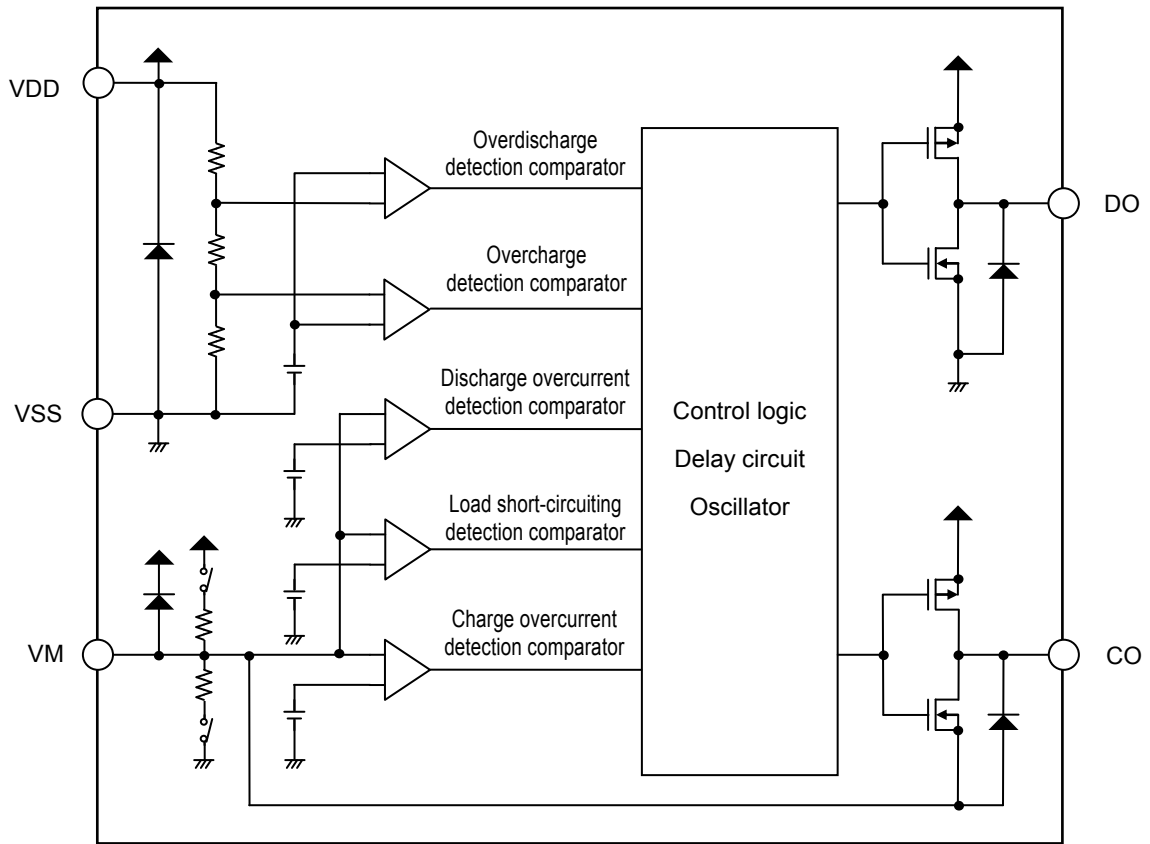 VDD
VSS
VM
Overdischarge
detection comparator
Overcharge
detection comparator
Discharge overcurrent
detection comparator
Load short-circuiting
detection comparator
Charge overcurrent
detection comparator
Control logic
Delay circuit
Oscillator
DO
CO